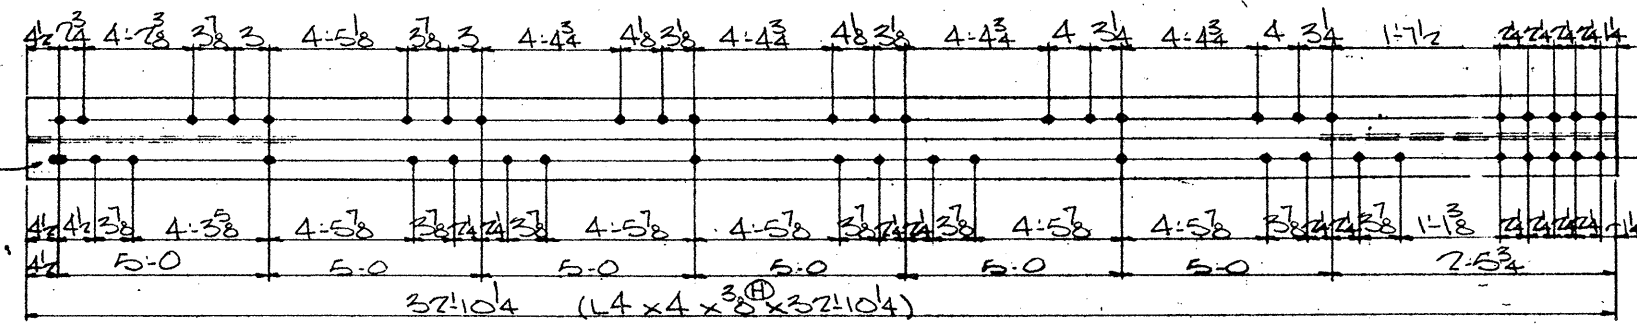 4½ 2¾ 4-2⅜ 3⅞ 3 4-5⅛ 3⅞ 3 4-4¾ 4⅛ 3⅛ 4-4¾ 4⅛ 3⅛ 4-4¾ 4 3¼ 4-4¾ 4 3¼ 1-7½ 2¼ 2¼ 2¼ 2¼ 1¼
4½ 4½ 3⅞ 4-3⅝ 4-5⅞ 3⅞ 2¼ 2¼ 3⅞ 4-5⅞ 4-5⅞ 3⅞ 2¼ 2¼ 3⅞ 4-5⅞ 4-5⅞ 3⅞ 2¼ 2¼ 3⅞ 1-1⅜ 2¼ 2¼ 2¼ 2¼ 1¼
4½ 5-0 5-0 5-0 5-0 5-0 5-0 2-5¾
32'-10¼ (L4 x 4 x ⅜ Ⓗ x 32'-10¼)